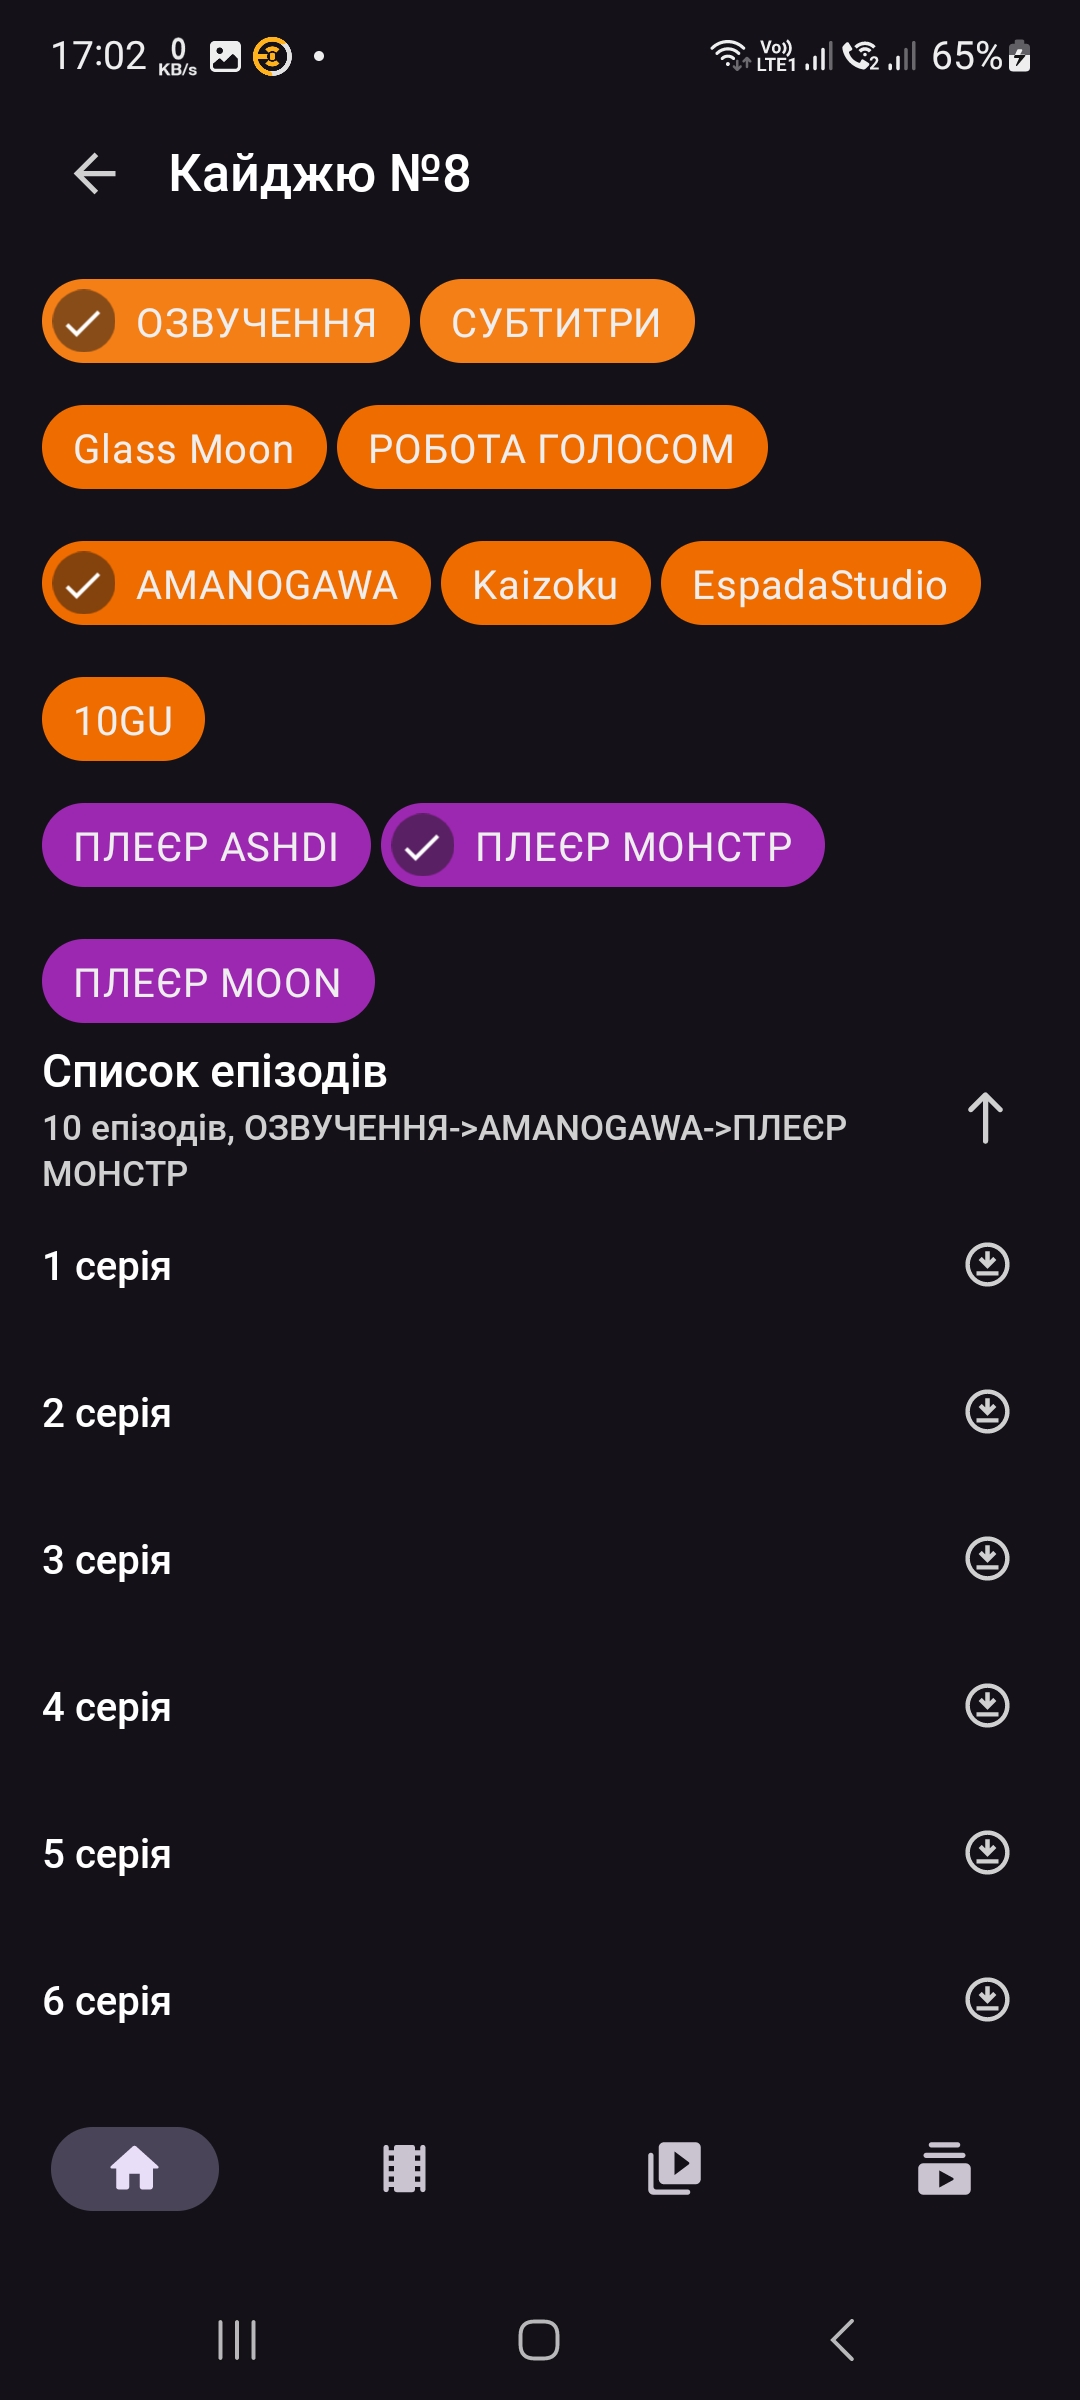 17:02 0 KB/s Vo)) LTE1 2 65%
Кайджю №8
ОЗВУЧЕННЯ СУБТИТРИ
Glass Moon РОБОТА ГОЛОСОМ
AMANOGAWA Kaizoku EspadaStudio
10GU
ПЛЕЄР ASHDI ПЛЕЄР МОНСТР
ПЛЕЄР MOON
Список епізодів
10 епізодів, ОЗВУЧЕННЯ->AMANOGAWA->ПЛЕЄР
МОНСТР
1 серія
2 серія
3 серія
4 серія
5 серія
6 серія